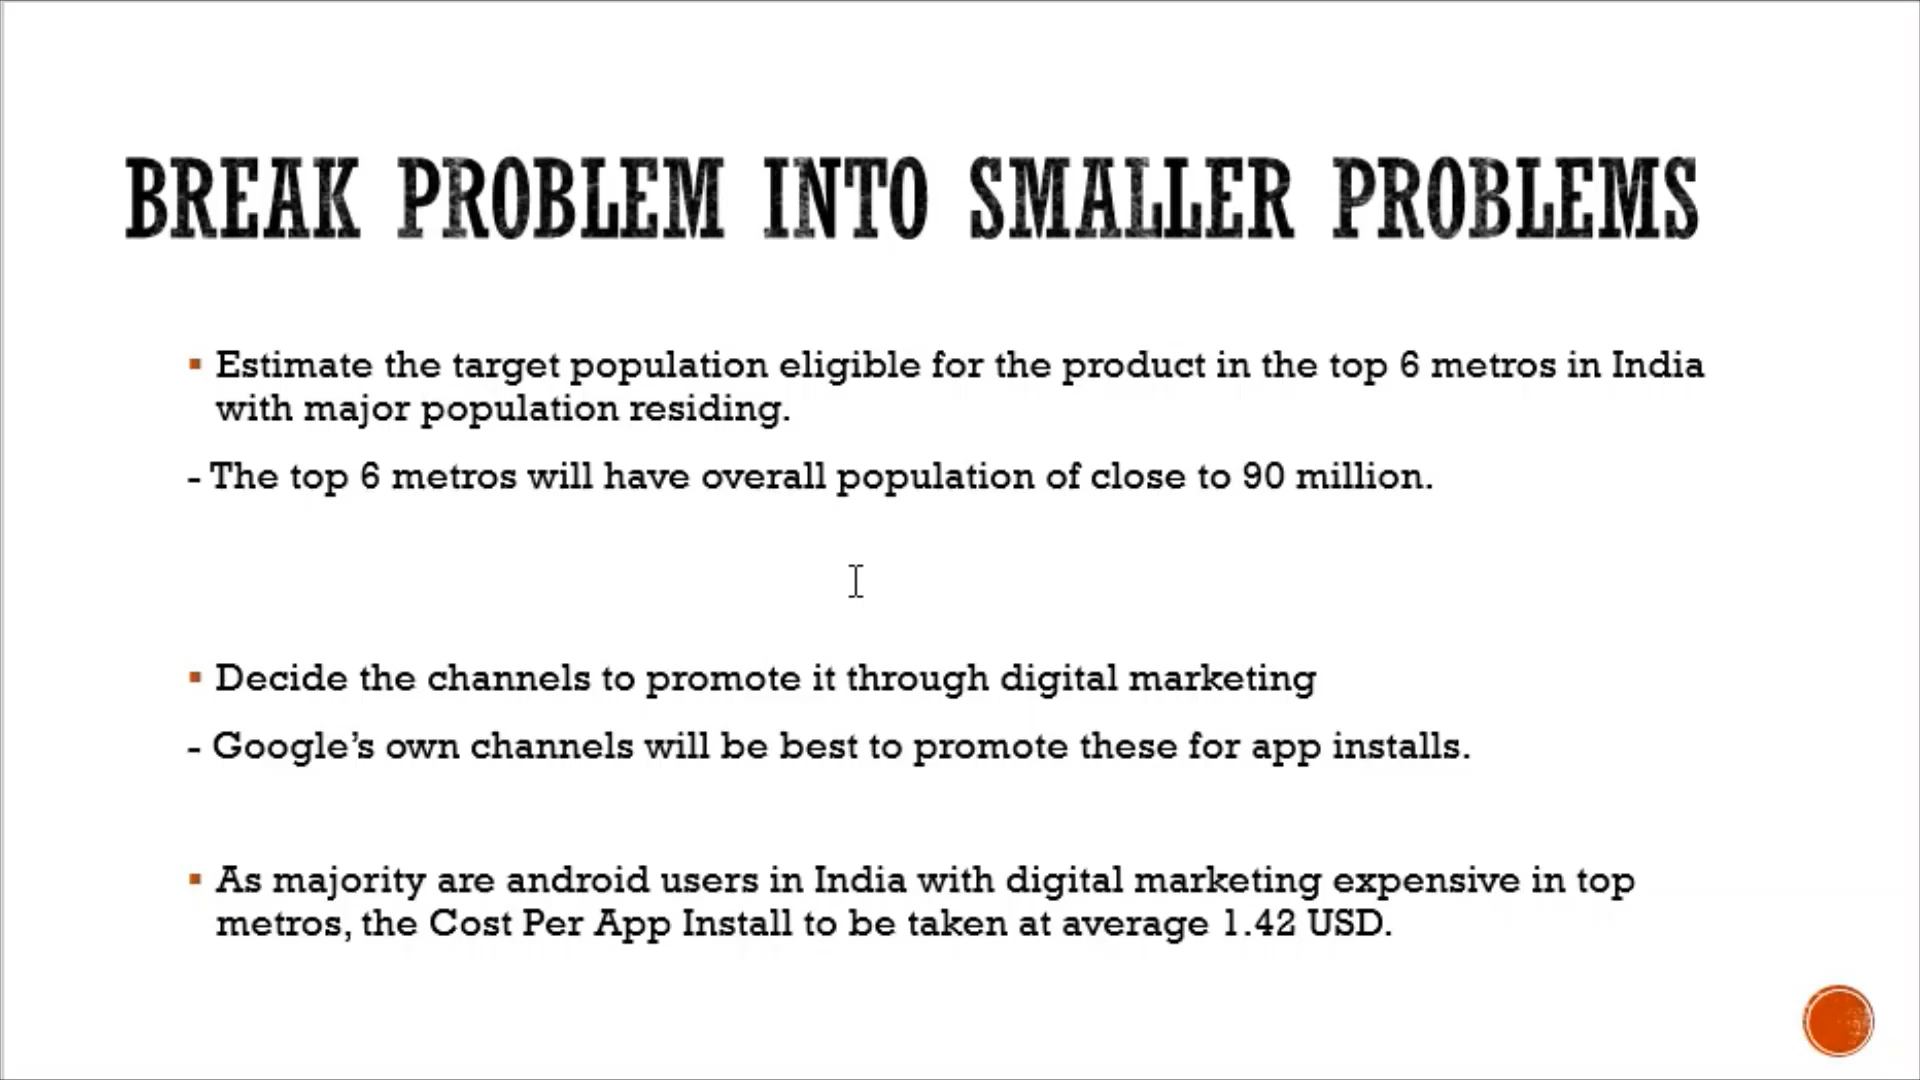 BREAK PROBLEM INTO SMALLER PROBLEMS
▪ Estimate the target population eligible for the product in the top 6 metros in India
with major population residing.
- The top 6 metros will have overall population of close to 90 million.
▪ Decide the channels to promote it through digital marketing
- Google’s own channels will be best to promote these for app installs.
▪ As majority are android users in India with digital marketing expensive in top
metros, the Cost Per App Install to be taken at average 1.42 USD.